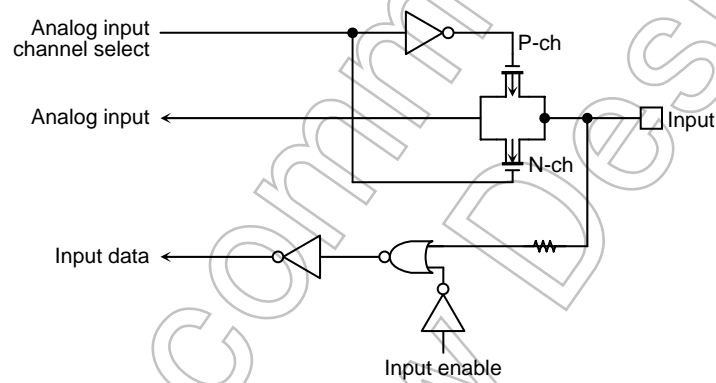 Analog input
channel select
P-ch
Analog input
Input
N-ch
Input data
Input enable